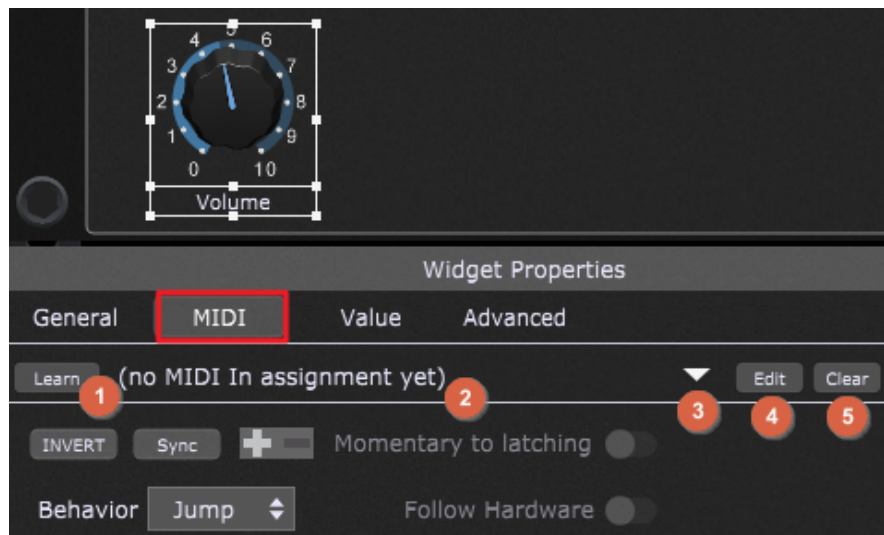 4 5 6
3 7
2 8
1 9
0 10
Volume
Widget Properties
General MIDI Value Advanced
Learn (no MIDI In assignment yet) Edit Clear
1 2 3 4 5
INVERT Sync Momentary to latching
Behavior Jump Follow Hardware